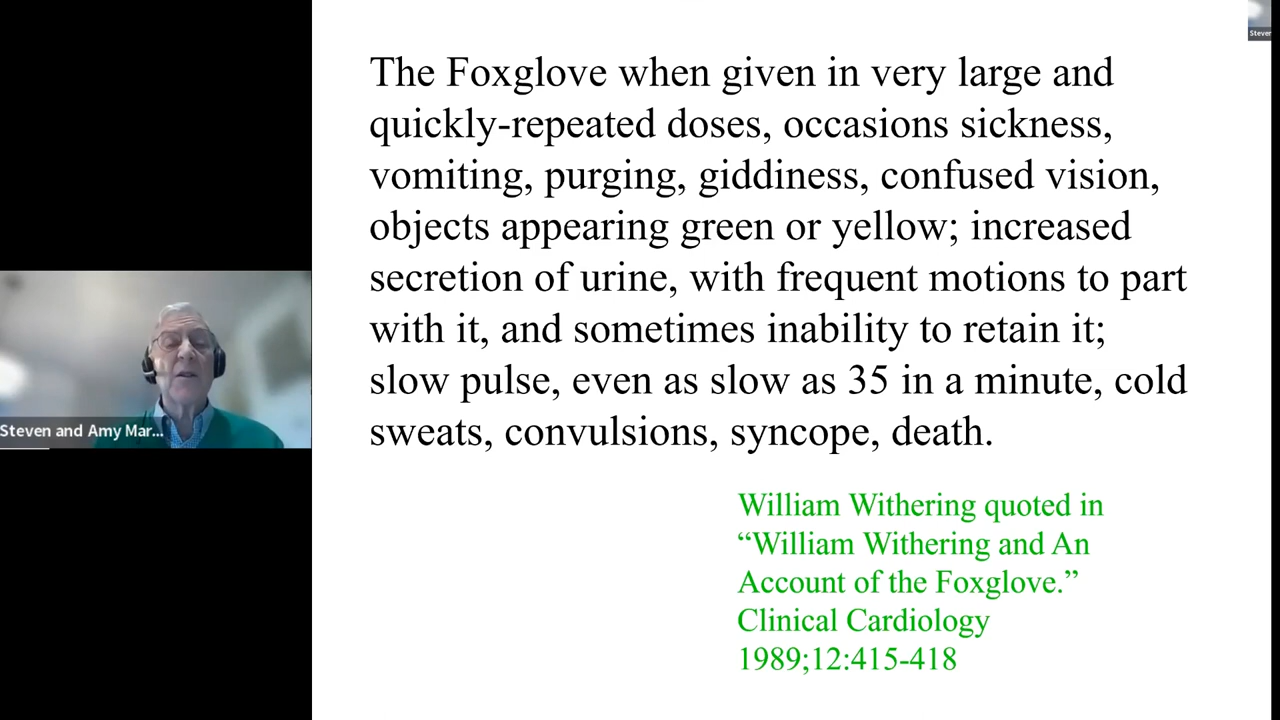 The Foxglove when given in very large and
quickly-repeated doses, occasions sickness,
vomiting, purging, giddiness, confused vision,
objects appearing green or yellow; increased
secretion of urine, with frequent motions to part
with it, and sometimes inability to retain it;
slow pulse, even as slow as 35 in a minute, cold
sweats, convulsions, syncope, death.
William Withering quoted in
“William Withering and An
Account of the Foxglove.”
Clinical Cardiology
1989;12:415-418
Steven and Amy Mar...
Steven